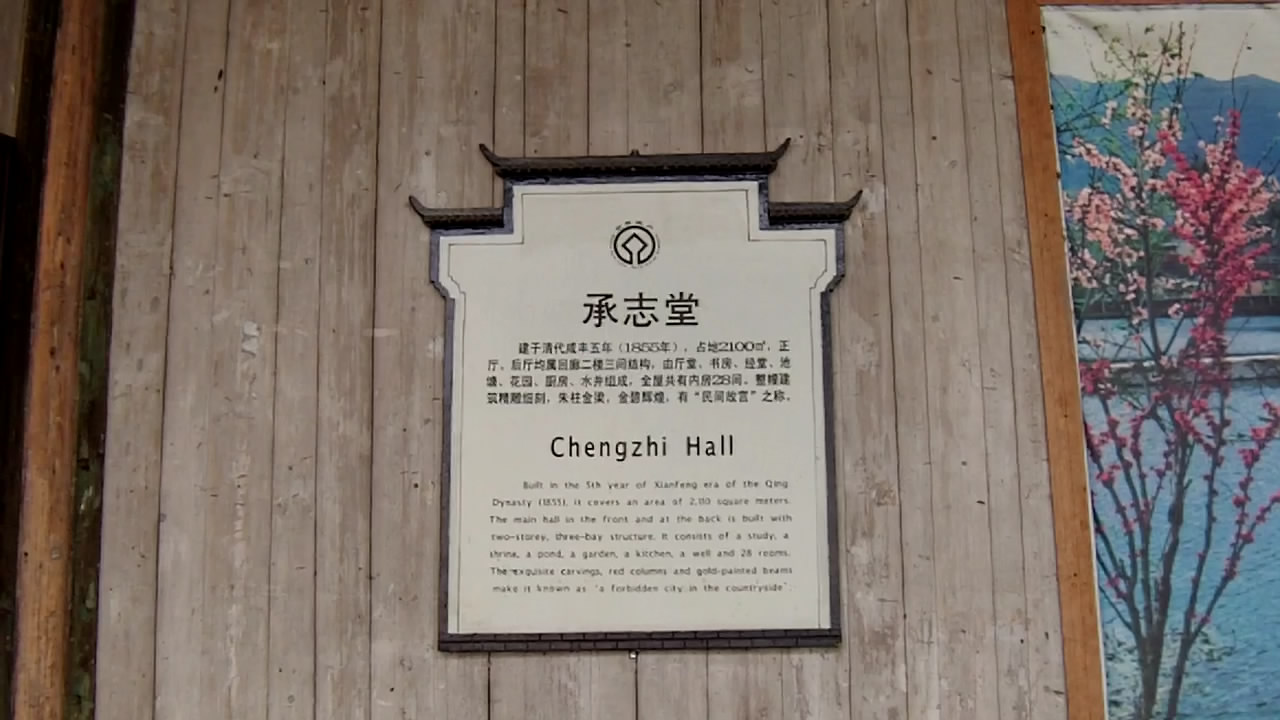 承志堂
建于清代咸丰五年（1855年），占地2100㎡，正
厅、后厅均属回廊二楼三间结构，由厅堂、书房、经堂、池
塘、花园、厨房、水井组成，全屋共有内房28间。整幢建
筑精雕细刻，朱柱金梁，金碧辉煌，有“民间故宫”之称。
Chengzhi Hall
Built in the 5th year of Xianfeng era of the Qing
Dynasty (1855), it covers an area of 2,110 square meters.
The main hall in the front and at the back is built with
two-storey, three-bay structure. It consists of a study, a
shrine, a pond, a garden, a kitchen, a well and 28 rooms.
The exquisite carvings, red columns and gold-painted beams
make it known as "a forbidden city in the countryside".